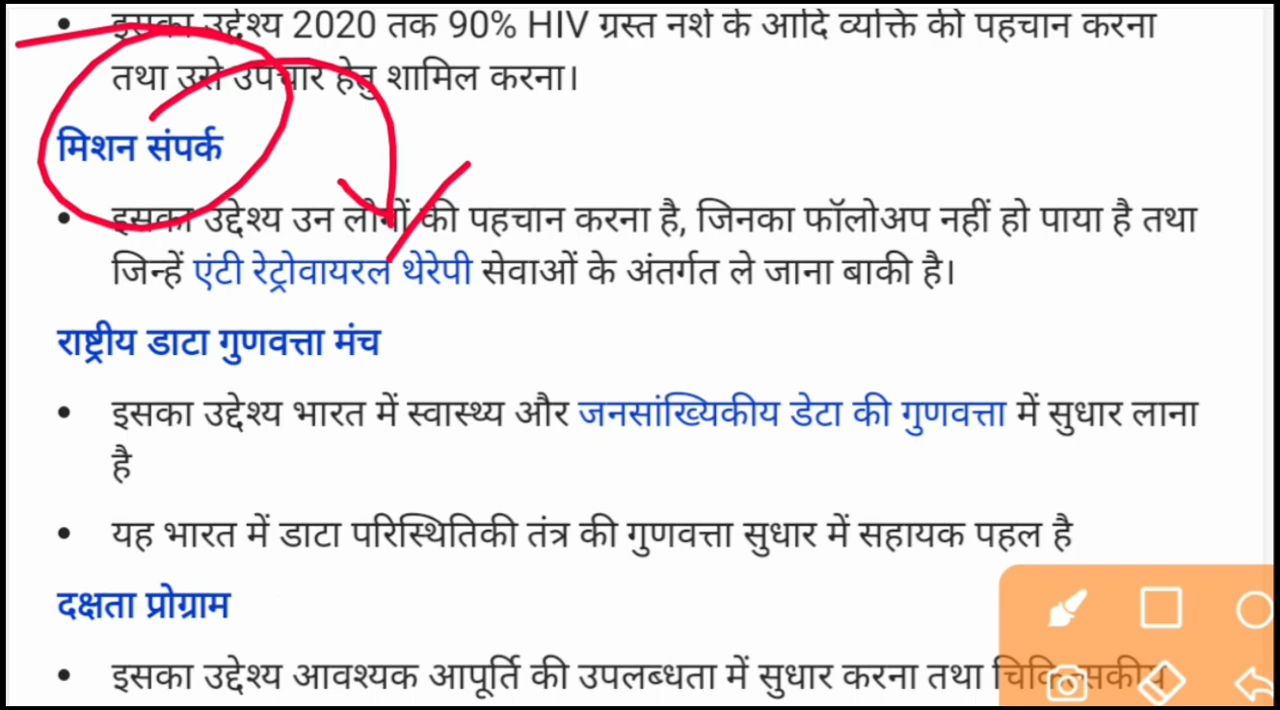 इसका उद्देश्य 2020 तक 90% HIV ग्रस्त नशे के आदि व्यक्ति की पहचान करना
तथा उसे उपचार हेतु शामिल करना।
मिशन संपर्क
इसका उद्देश्य उन लोगों की पहचान करना है, जिनका फॉलोअप नहीं हो पाया है तथा
जिन्हें एंटी रेट्रोवायरल थेरेपी सेवाओं के अंतर्गत ले जाना बाकी है।
राष्ट्रीय डाटा गुणवत्ता मंच
इसका उद्देश्य भारत में स्वास्थ्य और जनसांख्यिकीय डेटा की गुणवत्ता में सुधार लाना
है
यह भारत में डाटा परिस्थितिकी तंत्र की गुणवत्ता सुधार में सहायक पहल है
दक्षता प्रोग्राम
इसका उद्देश्य आवश्यक आपूर्ति की उपलब्धता में सुधार करना तथा चिकित्सकीय